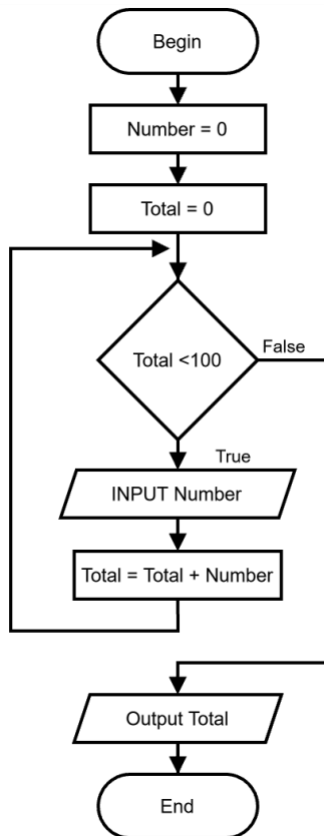 Begin
Number = 0
Total = 0
Total <100
False
True
INPUT Number
Total = Total + Number
Output Total
End